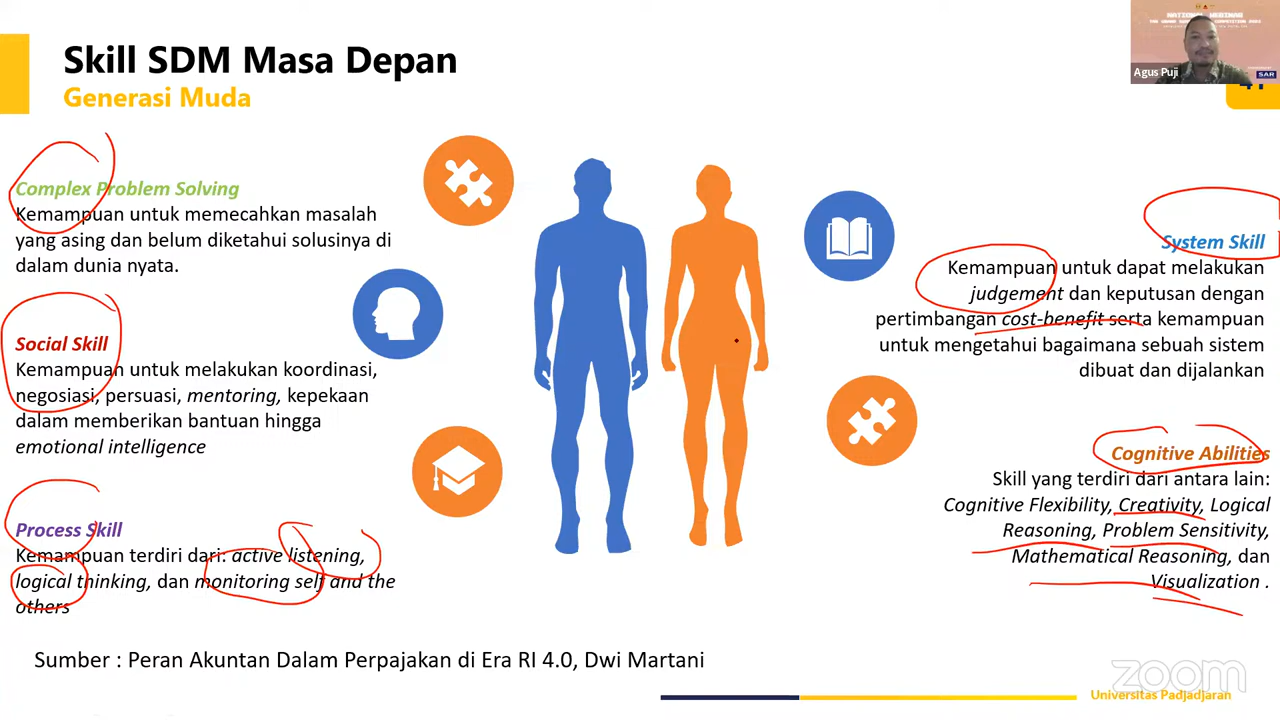 Skill SDM Masa Depan
Generasi Muda
NATIONAL WEBINAR
Agus Puji
SAR
41
Complex Problem Solving
Kemampuan untuk memecahkan masalah
yang asing dan belum diketahui solusinya di
dalam dunia nyata.
Social Skill
Kemampuan untuk melakukan koordinasi,
negosiasi, persuasi, mentoring, kepekaan
dalam memberikan bantuan hingga
emotional intelligence
Process Skill
Kemampuan terdiri dari: active listening,
logical thinking, dan monitoring self and the
others
System Skill
Kemampuan untuk dapat melakukan
judgement dan keputusan dengan
pertimbangan cost-benefit serta kemampuan
untuk mengetahui bagaimana sebuah sistem
dibuat dan dijalankan
Cognitive Abilities
Skill yang terdiri dari antara lain:
Cognitive Flexibility, Creativity, Logical
Reasoning, Problem Sensitivity,
Mathematical Reasoning, dan
Visualization .
Sumber : Peran Akuntan Dalam Perpajakan di Era RI 4.0, Dwi Martani
zoom
Universitas Padjadjaran